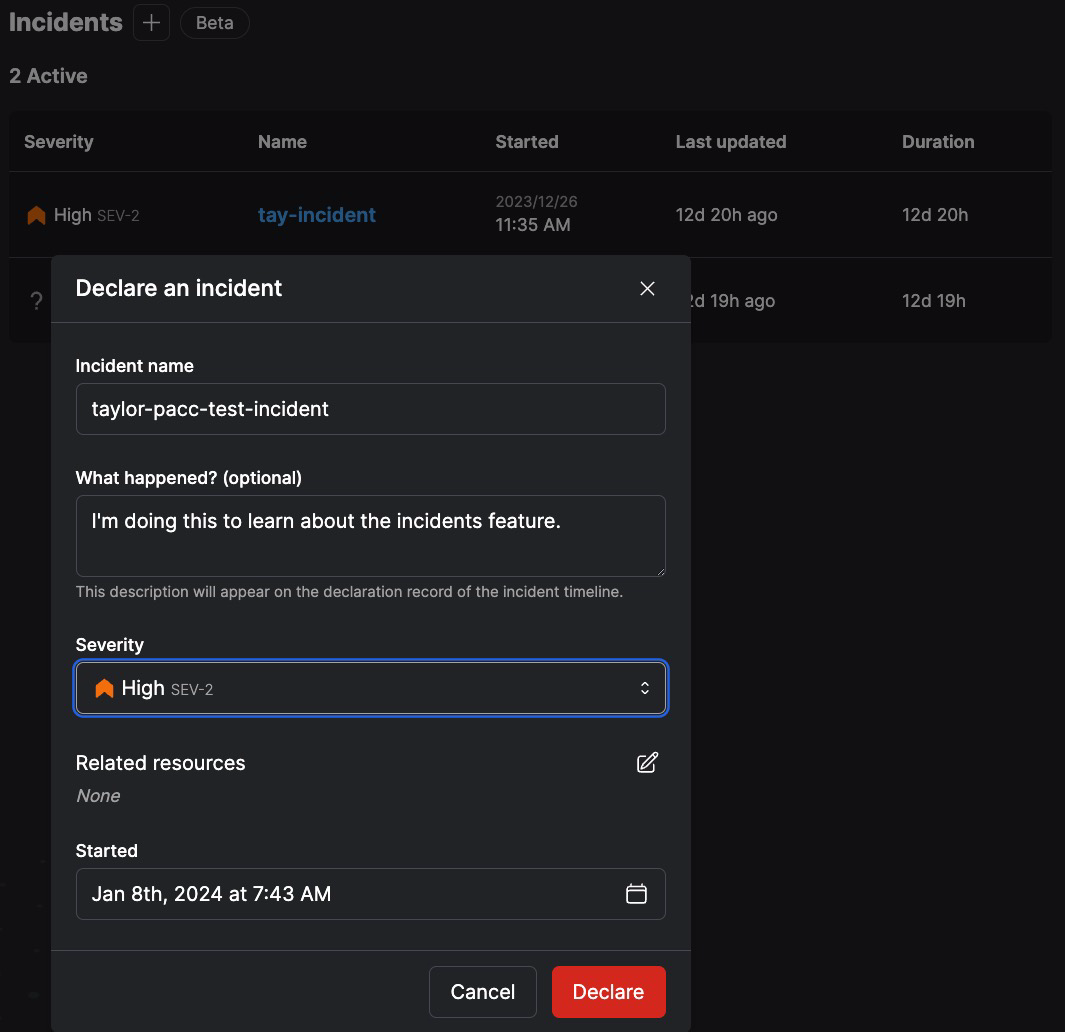 Incidents + Beta
2 Active
Severity Name Started Last updated Duration
High SEV-2 tay-incident 2023/12/26 11:35 AM 12d 20h ago 12d 20h
? 19h ago 12d 19h
Declare an incident
Incident name
taylor-pacc-test-incident
What happened? (optional)
I'm doing this to learn about the incidents feature.
This description will appear on the declaration record of the incident timeline.
Severity
High SEV-2
Related resources
None
Started
Jan 8th, 2024 at 7:43 AM
Cancel Declare